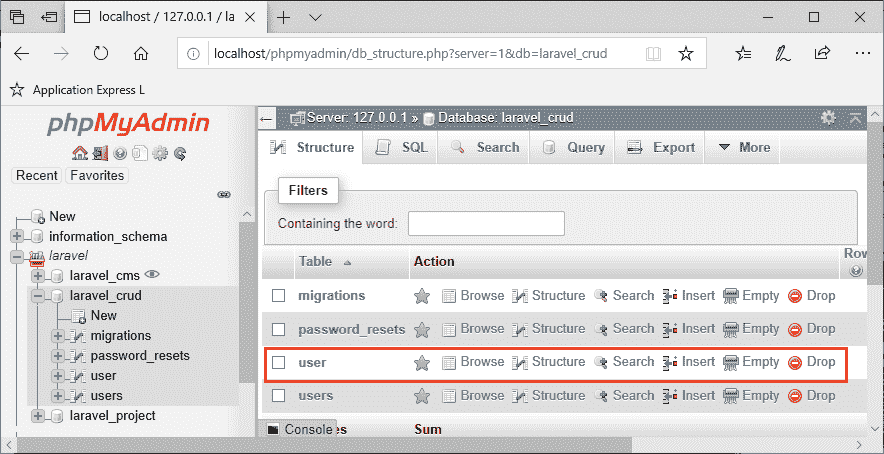 localhost / 127.0.0.1 / la
localhost/phpmyadmin/db_structure.php?server=1&db=laravel_crud
Application Express L
phpMyAdmin
Recent Favorites
New
information_schema
laravel
laravel_cms
laravel_crud
New
migrations
password_resets
user
users
laravel_project
Server: 127.0.0.1 » Database: laravel_crud
Structure SQL Search Query Export More
Filters
Containing the word:
Table Action Row
migrations Browse Structure Search Insert Empty Drop
password_resets Browse Structure Search Insert Empty Drop
user Browse Structure Search Insert Empty Drop
users Browse Structure Search Insert Empty Drop
Console es Sum